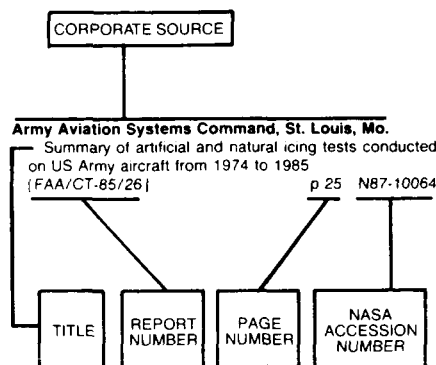 CORPORATE SOURCE
Army Aviation Systems Command, St. Louis, Mo.
Summary of artificial and natural icing tests conducted
on US Army aircraft from 1974 to 1985
[FAA/CT-85/26] p 25 N87-10064
TITLE
REPORT
NUMBER
PAGE
NUMBER
NASA
ACCESSION
NUMBER